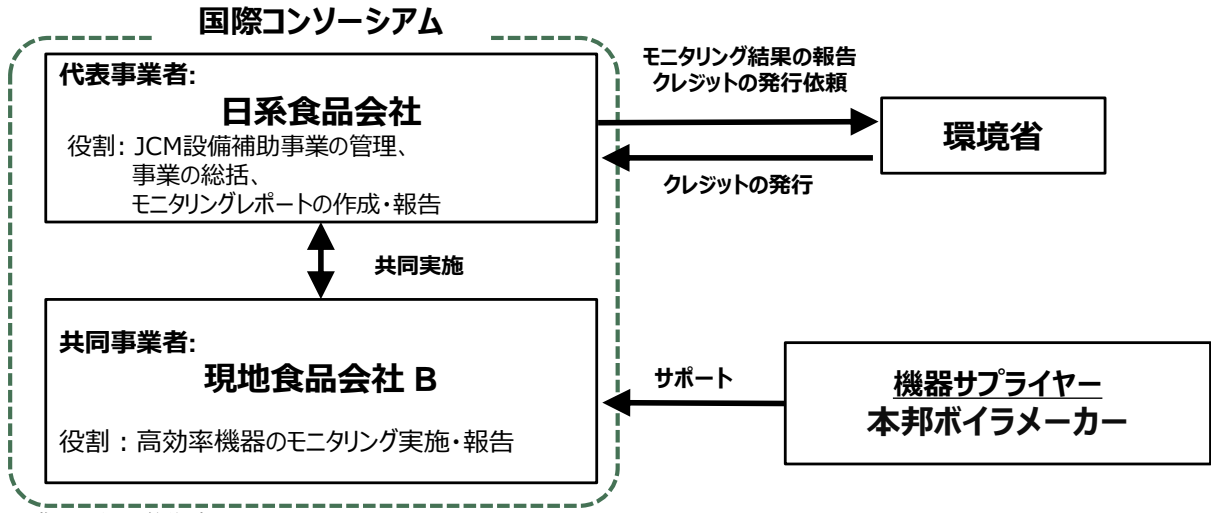 国際コンソーシアム
代表事業者:
日系食品会社
役割: JCM設備補助事業の管理、
事業の総括、
モニタリングレポートの作成・報告
モニタリング結果の報告
クレジットの発行依頼
環境省
クレジットの発行
共同実施
共同事業者:
現地食品会社 B
役割：高効率機器のモニタリング実施・報告
サポート
機器サプライヤー
本邦ボイラメーカー